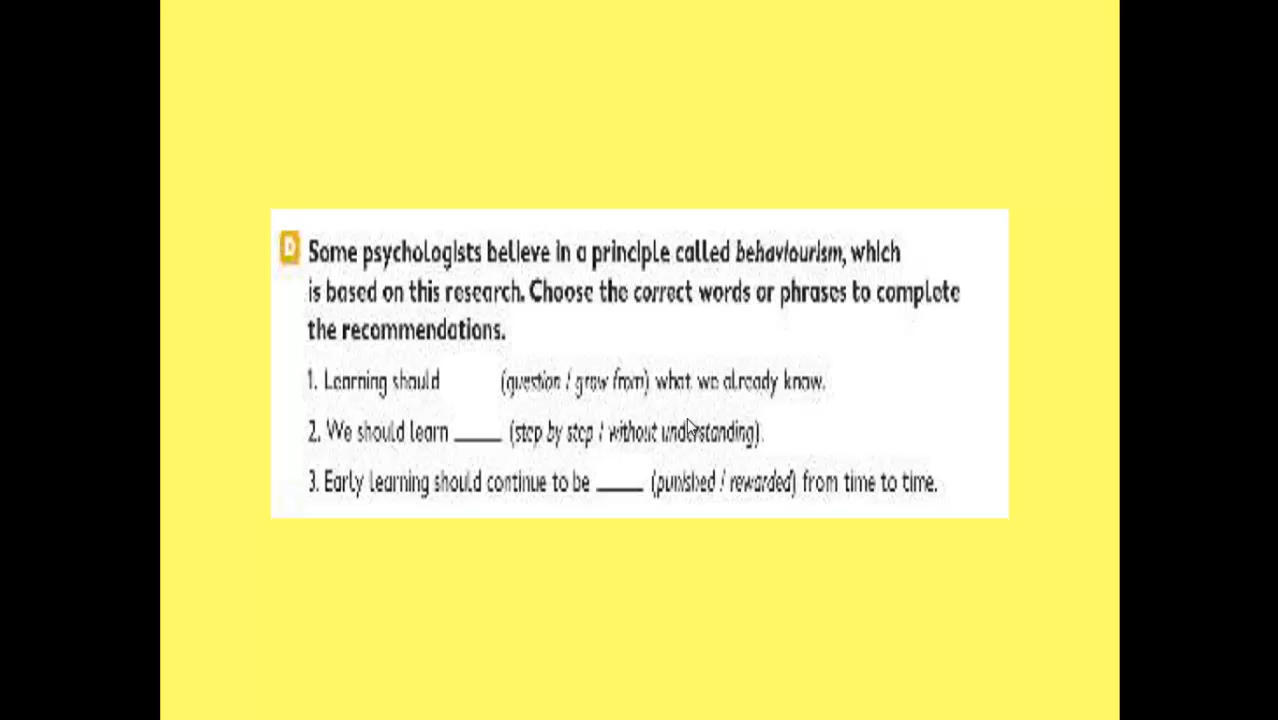 D Some psychologists believe in a principle called behaviourism, which
is based on this research. Choose the correct words or phrases to complete
the recommendations.
1. Learning should (question / grow from) what we already know.
2. We should learn _____ (step by step / without understanding).
3. Early learning should continue to be _____ (punished / rewarded) from time to time.